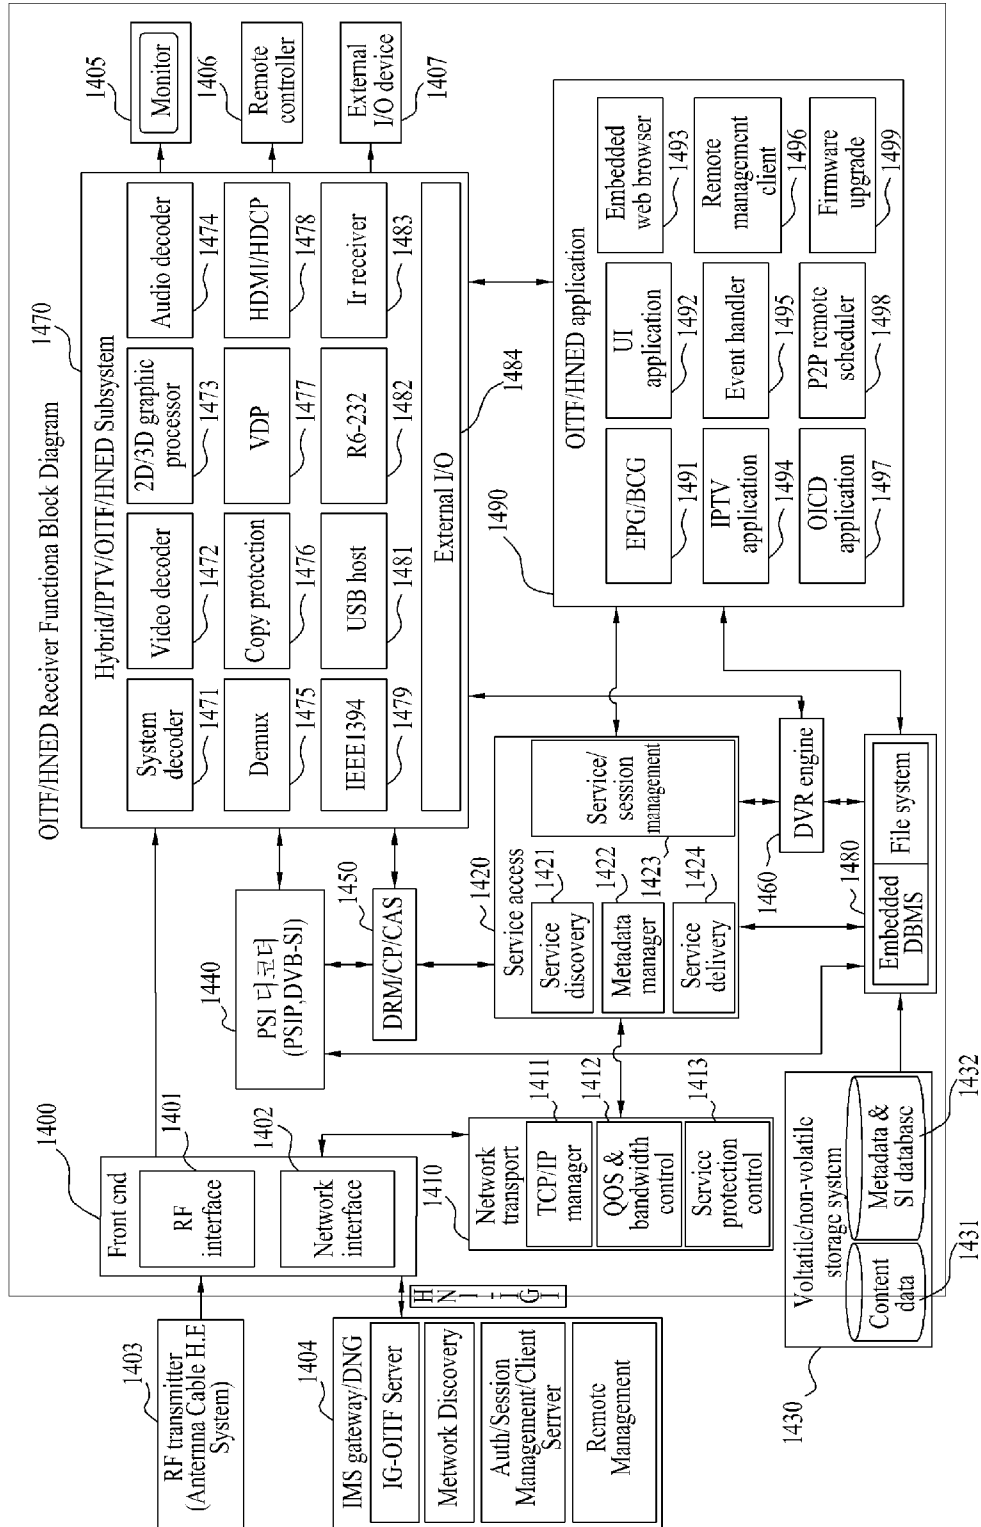 OITF/HNED Receiver Functiona Block Diagram
1470
Hybrid/IPTV/OITF/HNED Subsystem
System
decoder
1471
Video decoder
1472
2D/3D graphic
processor
1473
Audio decoder
1474
Demux
1475
Copy protection
1476
VDP
1477
HDMI/HDCP
1478
IEEE1394
1479
USB host
1481
R6-232
1482
Ir receiver
1483
External I/O
1484
1405
Monitor
1406
Remote
controller
1407
External
I/O device
1403
RF transmitter
(Anternna Cable H.E
System)
1400
Front end
1401
RF
interface
1402
Network
interface
1404
IMS gateway/DNG
IG-OITF Server
Metwork Discovery
Auth/Session
Management/Client
Serrver
Remote
Management
H
N
I
-
I
G
I
1440
PSI 디코더
(PSIP,DVB-SI)
1450
DRM/CP/CAS
1410
Network
transport
TCP/IP
manager
1411
QOS &
bandwidth
control
1412
Service
protection
control
1413
1420
Service access
Service
discovery
1421
Metadata
manager
1422
1423
Service
delivery
1424
Service/
session
management
1460
DVR engine
1480
Embedded
DBMS
File system
1430
Voltatile/non-volatile
storage system
Content
data
1431
Metadata &
SI database
1432
1490
OITF/HNED application
EPG/BCG
1491
UI
application
1492
Embedded
web browser
1493
IPTV
application
1494
Event handler
1495
Remote
management
client
1496
OICD
application
1497
P2P remote
scheduler
1498
Firmware
upgrade
1499